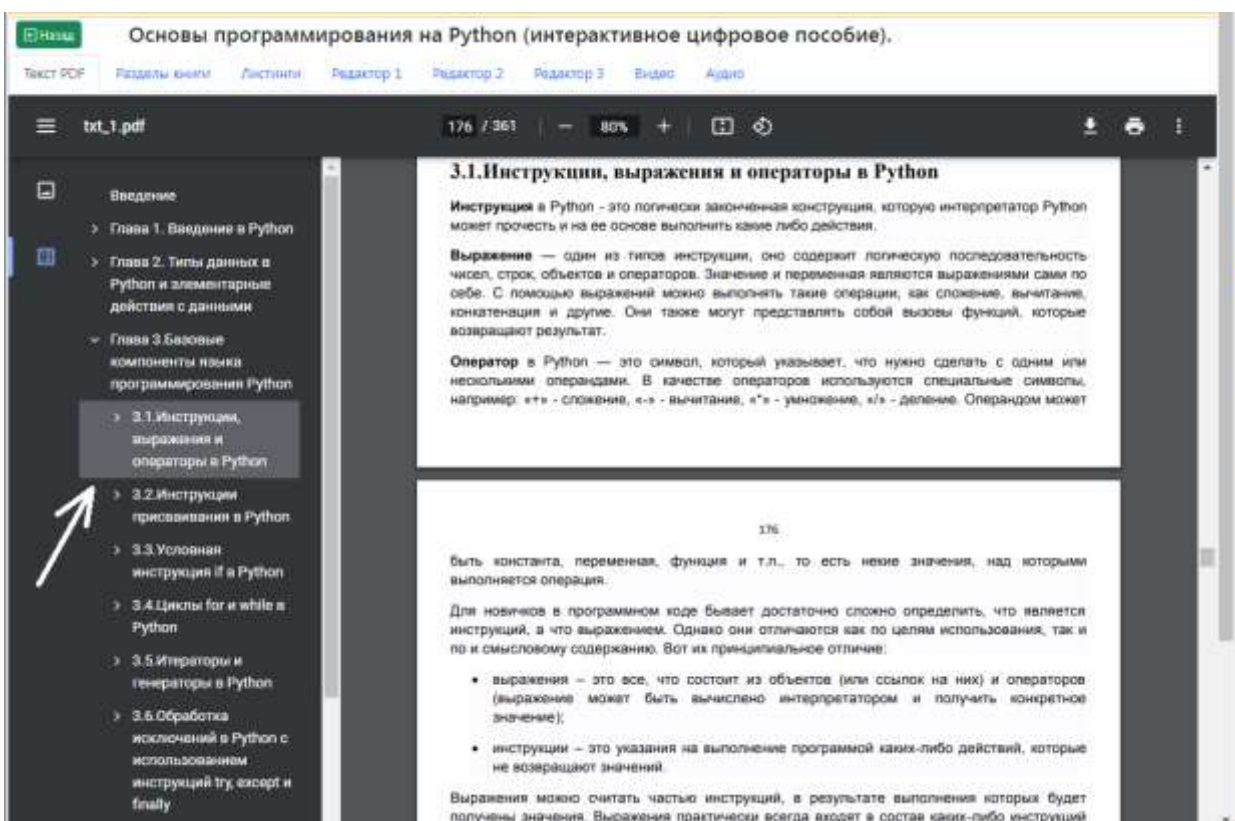 Назад
Основы программирования на Python (интерактивное цифровое пособие).
Текст PDF Разделы книги Листинги Редактор 1 Редактор 2 Редактор 3 Видео Аудио
txt_1.pdf 176 / 361 80%
Введение
Глава 1. Введение в Python
Глава 2. Типы данных в
Python и элементарные
действия с данными
Глава 3.Базовые
компоненты языка
программирования Python
3.1.Инструкции,
выражения и
операторы в Python
3.2.Инструкции
присваивания в Python
3.3.Условная
инструкция if в Python
3.4.Циклы for и while в
Python
3.5.Итераторы и
генераторы в Python
3.6.Обработка
исключений в Python с
использованием
инструкций try, except и
finally
3.1.Инструкции, выражения и операторы в Python
Инструкция в Python - это логически законченная конструкция, которую интерпретатор Python
может прочесть и на ее основе выполнить какие либо действия.
Выражение — один из типов инструкции, оно содержит логическую последовательность
чисел, строк, объектов и операторов. Значение и переменная являются выражениями сами по
себе. С помощью выражений можно выполнять такие операции, как сложение, вычитание,
конкатенация и другие. Они также могут представлять собой вызовы функций, которые
возвращают результат.
Оператор в Python — это символ, который указывает, что нужно сделать с одним или
несколькими операндами. В качестве операторов используются специальные символы,
например: «+» - сложение, «-» - вычитание, «*» - умножение, «/» - деление. Операндом может
176
быть константа, переменная, функция и т.п., то есть некие значения, над которыми
выполняется операция.
Для новичков в программном коде бывает достаточно сложно определить, что является
инструкций, а что выражением. Однако они отличаются как по целям использования, так и
по и смысловому содержанию. Вот их принципиальное отличие:
• выражения – это все, что состоит из объектов (или ссылок на них) и операторов
(выражение может быть вычислено интерпретатором и получить конкретное
значение);
• инструкции – это указания на выполнение программой каких-либо действий, которые
не возвращают значений.
Выражения можно считать частью инструкций, в результате выполнения которых будет
получены значения. Выражения практически всегда входят в состав каких-либо инструкций